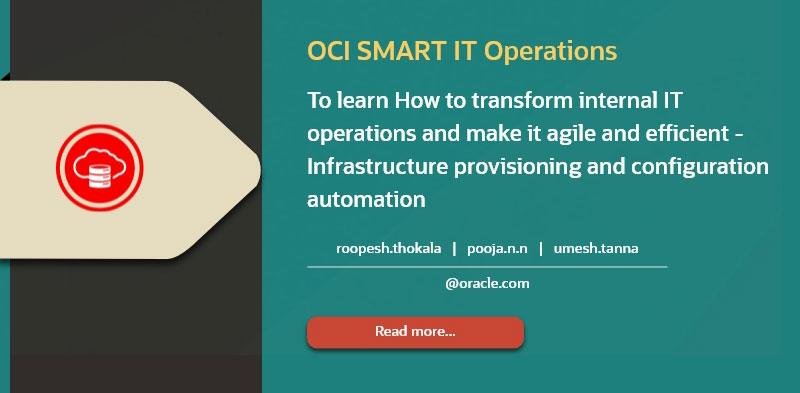 OCI SMART IT Operations
To learn How to transform internal IT
operations and make it agile and efficient -
Infrastructure provisioning and configuration
automation
roopesh.thokala | pooja.n.n | umesh.tanna
@oracle.com
Read more...